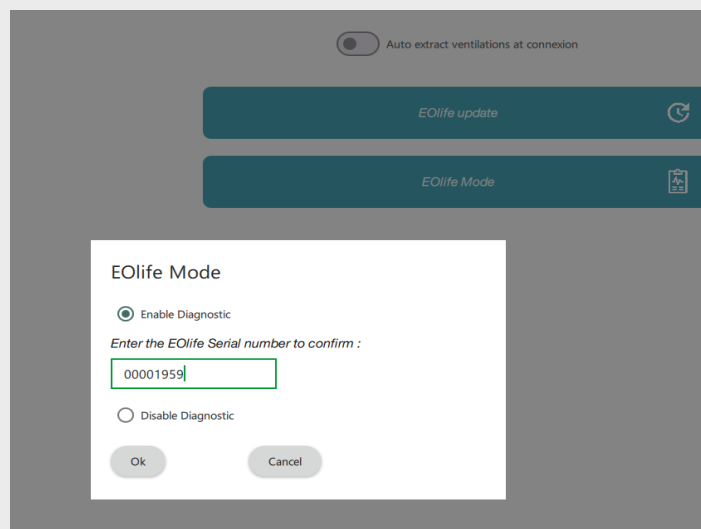 Auto extract ventilations at connexion
EOlife update
EOlife Mode
EOlife Mode
Enable Diagnostic
Enter the EOlife Serial number to confirm :
00001959
Disable Diagnostic
Ok Cancel